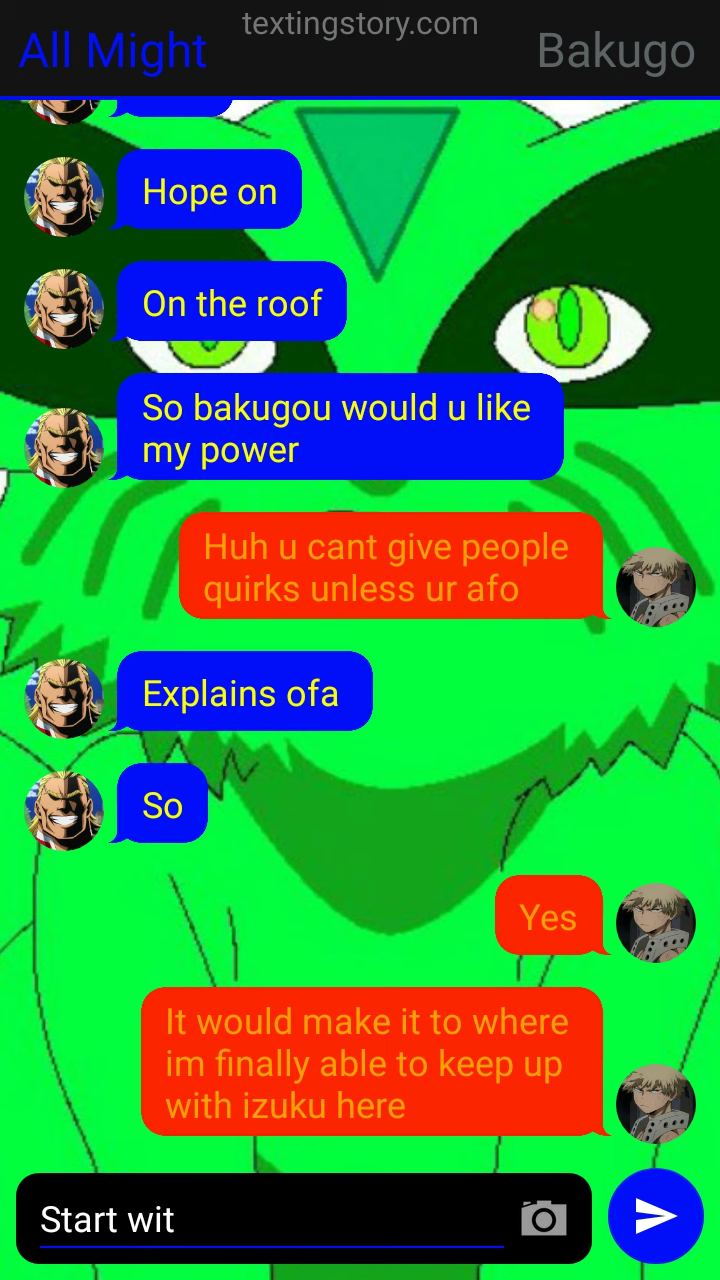 textingstory.com
All Might
Bakugo
Hope on
On the roof
So bakugou would u like
my power
Huh u cant give people
quirks unless ur afo
Explains ofa
So
Yes
It would make it to where
im finally able to keep up
with izuku here
Start wit